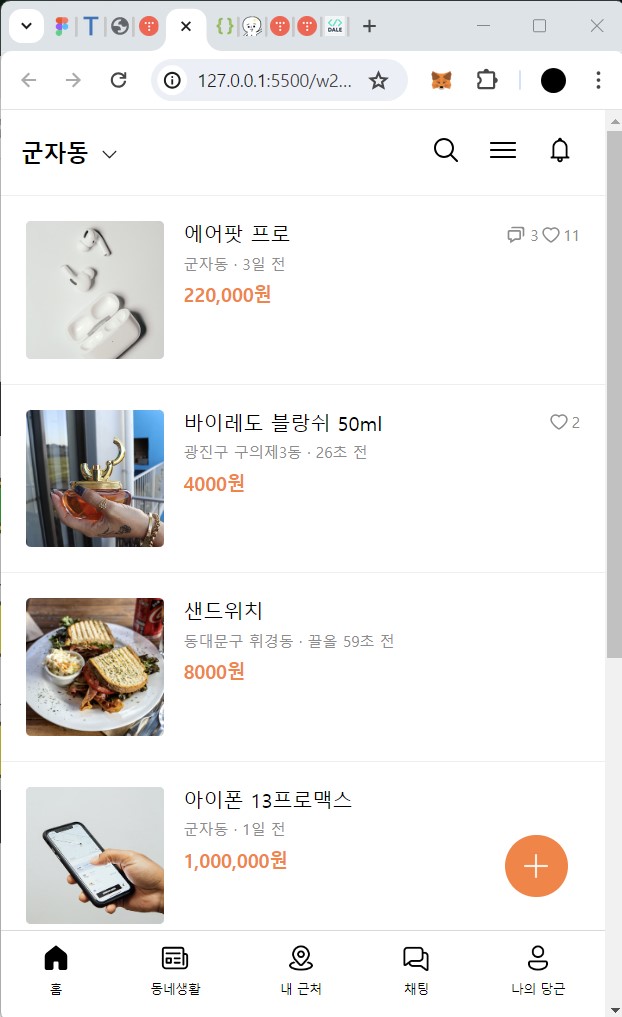 127.0.0.1:5500/w2...
군자동
에어팟 프로
3 11
군자동 · 3일 전
220,000원
바이레도 블랑쉬 50ml
2
광진구 구의제3동 · 26초 전
4000원
샌드위치
동대문구 휘경동 · 끌올 59초 전
8000원
아이폰 13프로맥스
군자동 · 1일 전
1,000,000원
홈
동네생활
내 근처
채팅
나의 당근